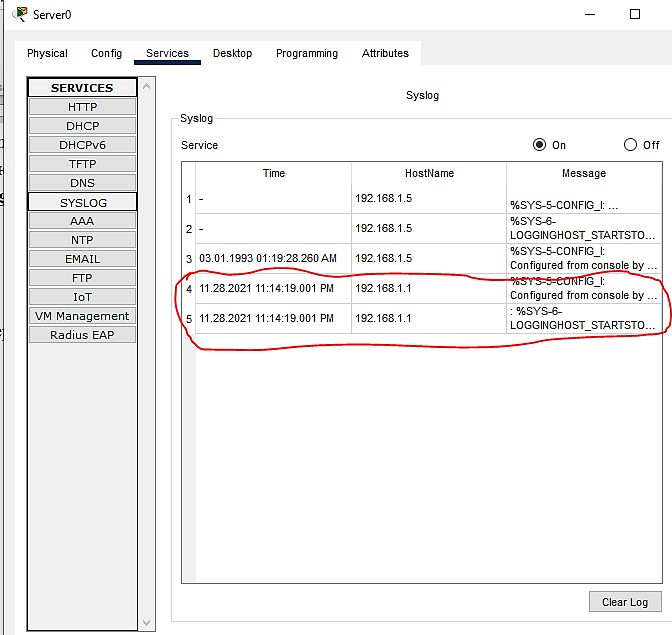 Server0
Physical Config Services Desktop Programming Attributes
SERVICES
HTTP
DHCP
DHCPv6
TFTP
DNS
SYSLOG
AAA
NTP
EMAIL
FTP
IoT
VM Management
Radius EAP
Syslog
Syslog
Service On Off
Time HostName Message
1 - 192.168.1.5 %SYS-5-CONFIG_I: ...
2 - 192.168.1.5 %SYS-6-
LOGGINGHOST_STARTSTO...
3 03.01.1993 01:19:28.260 AM 192.168.1.5 %SYS-5-CONFIG_I:
Configured from console by ...
4 11.28.2021 11:14:19.001 PM 192.168.1.1 %SYS-5-CONFIG_I:
Configured from console by ...
5 11.28.2021 11:14:19.001 PM 192.168.1.1 : %SYS-6-
LOGGINGHOST_STARTSTO...
Clear Log